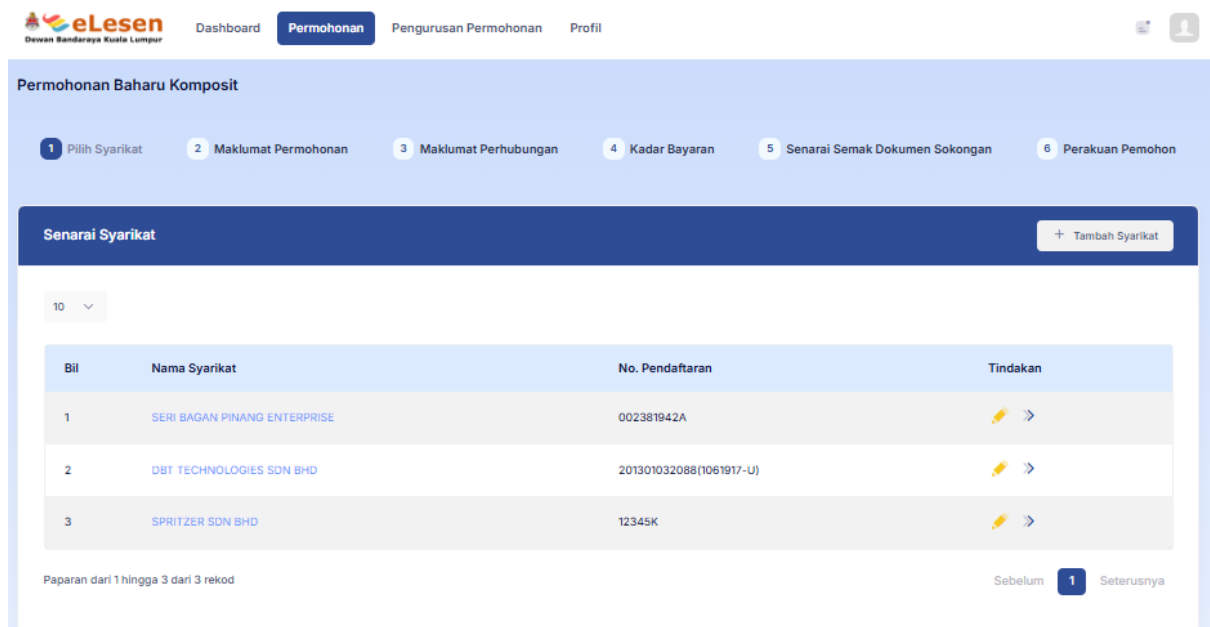 eLesen
Dewan Bandaraya Kuala Lumpur
Dashboard Permohonan Pengurusan Permohonan Profil
Permohonan Baharu Komposit
1 Pilih Syarikat 2 Maklumat Permohonan 3 Maklumat Perhubungan 4 Kadar Bayaran 5 Senarai Semak Dokumen Sokongan 6 Perakuan Pemohon
Senarai Syarikat + Tambah Syarikat
10
Bil Nama Syarikat No. Pendaftaran Tindakan
1 SERI BAGAN PINANG ENTERPRISE 002381942A
2 DBT TECHNOLOGIES SDN BHD 201301032088(1061917-U)
3 SPRITZER SDN BHD 12345K
Paparan dari 1 hingga 3 dari 3 rekod Sebelum 1 Seterusnya